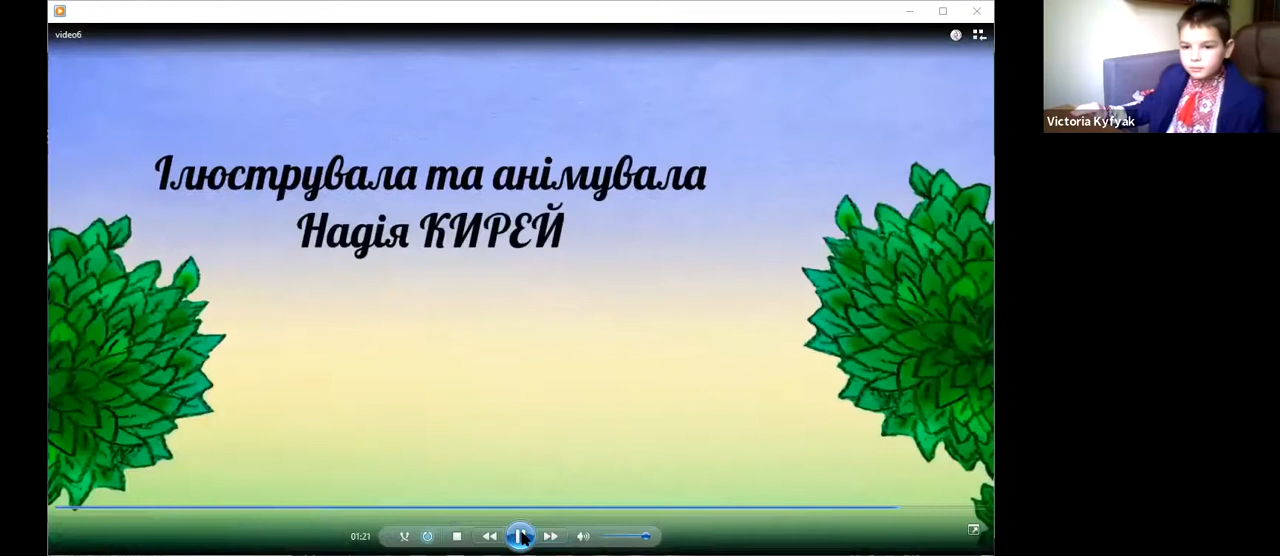 video6
Ілюструвала та анімувала
Надія КИРЕЙ
01:21
Victoria Kyfyak